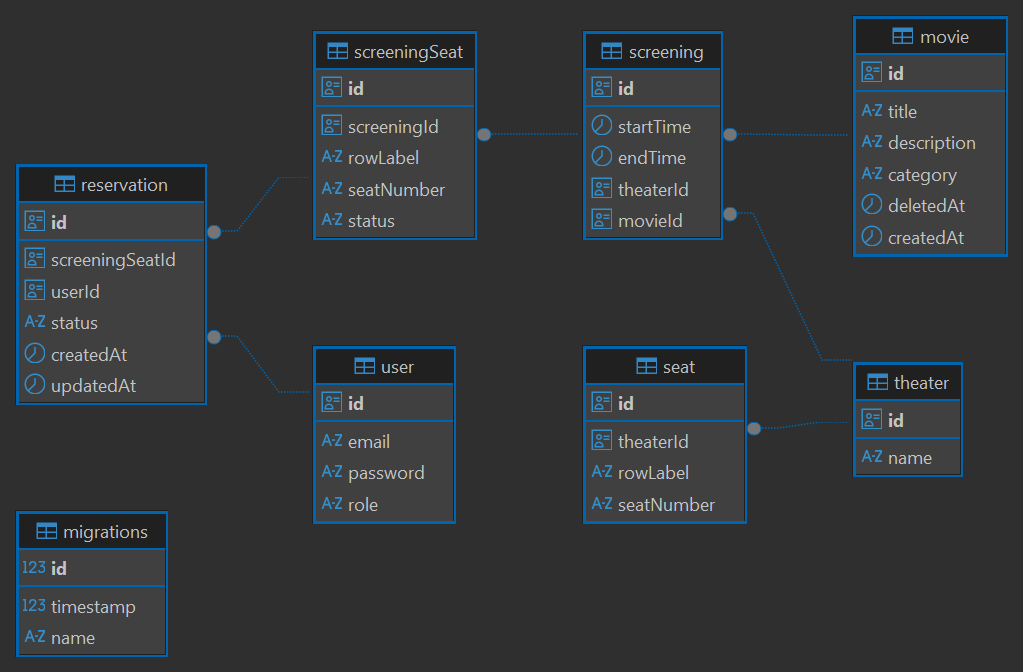 reservation
id
screeningSeatId
userId
status
createdAt
updatedAt
screeningSeat
id
screeningId
A-Z rowLabel
A-Z seatNumber
A-Z status
screening
id
startTime
endTime
theaterId
movieId
movie
id
A-Z title
A-Z description
A-Z category
deletedAt
createdAt
user
id
A-Z email
A-Z password
A-Z role
seat
id
theaterId
A-Z rowLabel
A-Z seatNumber
theater
id
A-Z name
migrations
123 id
123 timestamp
A-Z name